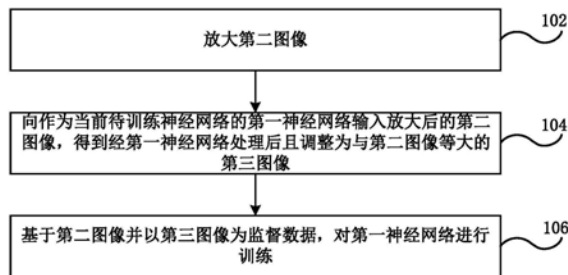 放大第二图像
102
向作为当前待训练神经网络的第一神经网络输入放大后的第二
图像，得到经第一神经网络处理后且调整为与第二图像等大的
第三图像
104
基于第二图像并以第三图像为监督数据，对第一神经网络进行
训练
106